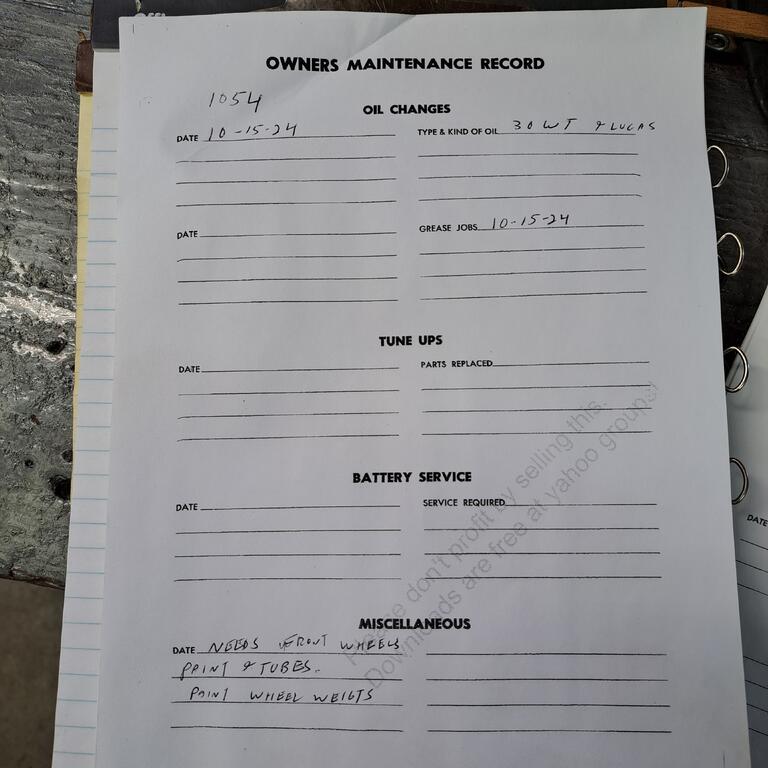 OWNERS MAINTENANCE RECORD
1054
OIL CHANGES
DATE 10-15-24
TYPE & KIND OF OIL 30 WT & LUCAS
DATE
GREASE JOBS 10-15-24
TUNE UPS
DATE
PARTS REPLACED
BATTERY SERVICE
DATE
SERVICE REQUIRED
Please don't profit by selling this.
Downloads are free at yahoo groups!
MISCELLANEOUS
DATE NEEDS FRONT WHEELS
PAINT & TUBES.
PAINT WHEEL WEIGTS
DATE